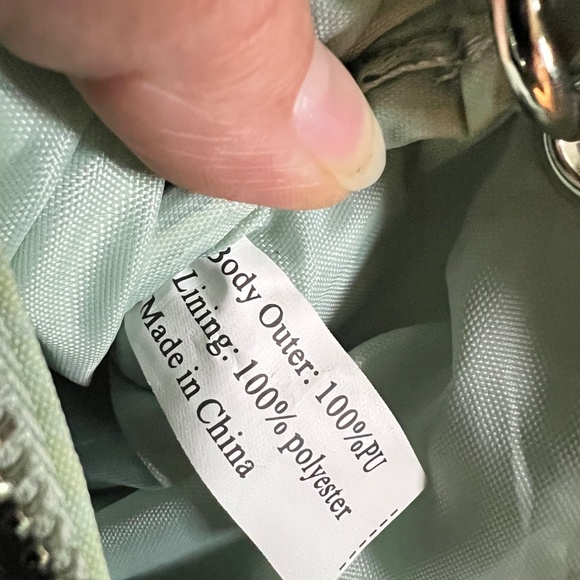 Body Outer: 100%PU
Lining: 100% polyester
Made in China